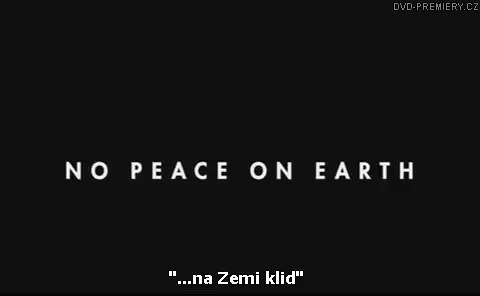 DVD-PREMIERY.CZ
NO PEACE ON EARTH
"...na Zemi klid"